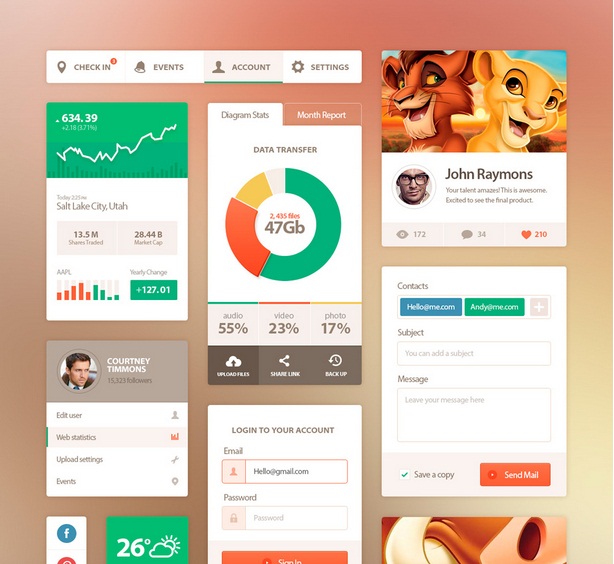 CHECK IN
3
EVENTS
ACCOUNT
SETTINGS
634.39
+2.18 (3.71%)
Today 2:25 PM
Salt Lake City, Utah
13.5 M
Shares Traded
28.44 B
Market Cap
AAPL
Yearly Change
+127.01
COURTNEY
TIMMONS
15,323 followers
Edit user
Web statistics
Upload settings
Events
26°
Diagram Stats
Month Report
DATA TRANSFER
2, 435 files
47Gb
audio
55%
video
23%
photo
17%
UPLOAD FILES
SHARE LINK
BACK UP
LOGIN TO YOUR ACCOUNT
Email
Hello@gmail.com
Password
Password
Sign in
John Raymons
Your talent amazes! This is awesome.
Excited to see the final product.
172
34
210
Contacts
Hello@me.com
Andy@me.com
Subject
You can add a subject
Message
Leave your message here
Save a copy
Send Mail